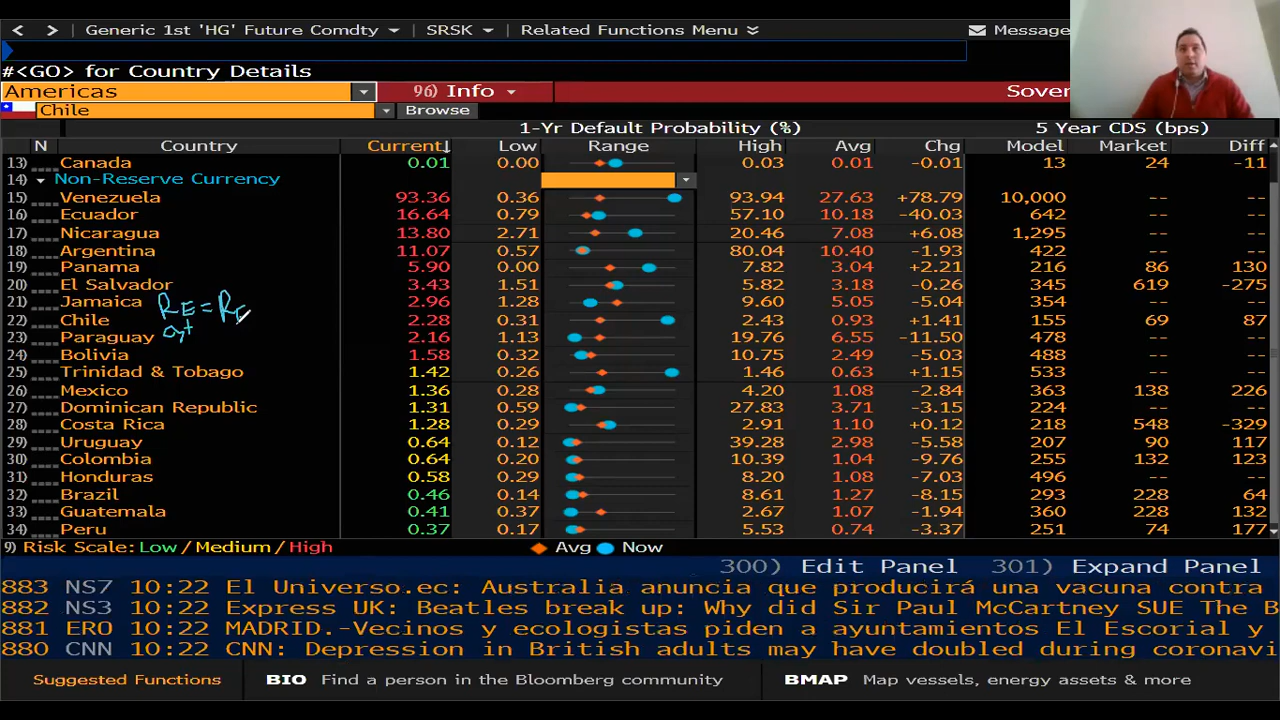 Generic 1st 'HG' Future Comdty SRSK Related Functions Menu Message
#<GO> for Country Details
Americas 96) Info Sover
Chile Browse
1-Yr Default Probability (%) 5 Year CDS (bps)
N Country Current↓ Low Range High Avg Chg Model Market Diff
13) Canada 0.01 0.00 0.03 0.01 -0.01 13 24 -11
14) Non-Reserve Currency
15) Venezuela 93.36 0.36 93.94 27.63 +78.79 10,000 -- --
16) Ecuador 16.64 0.79 57.10 10.18 -40.03 642 -- --
17) Nicaragua 13.80 2.71 20.46 7.08 +6.08 1,295 -- --
18) Argentina 11.07 0.57 80.04 10.40 -1.93 422 -- --
19) Panama 5.90 0.00 7.82 3.04 +2.21 216 86 130
20) El Salvador 3.43 1.51 5.82 3.18 -0.26 345 619 -275
21) Jamaica 2.96 1.28 9.60 5.05 -5.04 354 -- --
RE = RF
22) Chile 2.28 0.31 2.43 0.93 +1.41 155 69 87
23) Paraguay 2.16 1.13 19.76 6.55 -11.50 478 -- --
24) Bolivia 1.58 0.32 10.75 2.49 -5.03 488 -- --
25) Trinidad & Tobago 1.42 0.26 1.46 0.63 +1.15 533 -- --
26) Mexico 1.36 0.28 4.20 1.08 -2.84 363 138 226
27) Dominican Republic 1.31 0.59 27.83 3.71 -3.15 224 -- --
28) Costa Rica 1.28 0.29 2.91 1.10 +0.12 218 548 -329
29) Uruguay 0.64 0.12 39.28 2.98 -5.58 207 90 117
30) Colombia 0.64 0.20 10.39 1.04 -9.76 255 132 123
31) Honduras 0.58 0.29 8.20 1.08 -7.03 496 -- --
32) Brazil 0.46 0.14 8.61 1.27 -8.15 293 228 64
33) Guatemala 0.41 0.37 2.67 1.08 -1.94 360 228 132
34) Peru 0.37 0.17 5.53 0.74 -3.37 251 74 177
9) Risk Scale: Low / Medium / High Avg Now
300) Edit Panel 301) Expand Panel
883 NS7 10:22 El Universo.ec: Australia anuncia que producirá una vacuna contra
882 NS3 10:22 Express UK: Beatles break up: Why did Sir Paul McCartney SUE The B
881 ERO 10:22 MADRID.-Vecinos y ecologistas piden a ayuntamientos El Escorial y
880 CNN 10:22 CNN: Depression in British adults may have doubled during coronavi
Suggested Functions BIO Find a person in the Bloomberg community BMAP Map vessels, energy assets & more